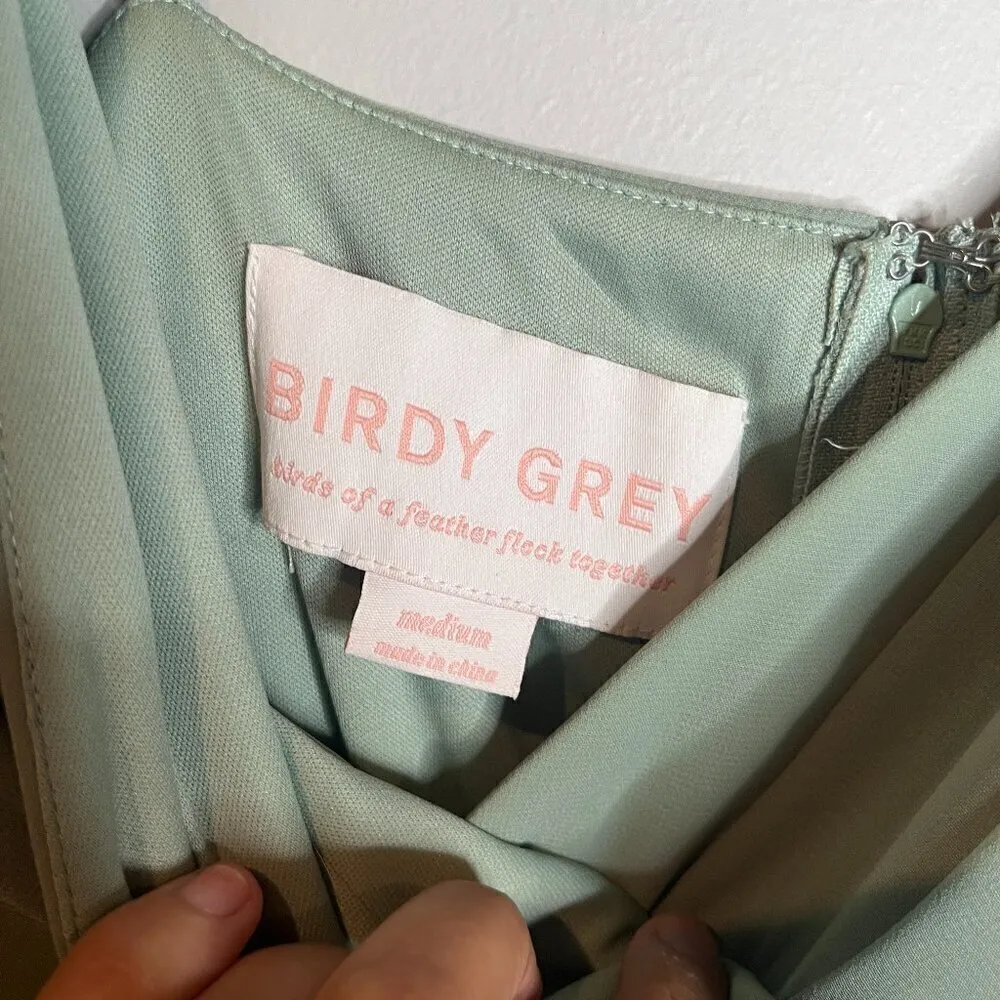 BIRDY GREY
birds of a feather flock together
medium
made in china